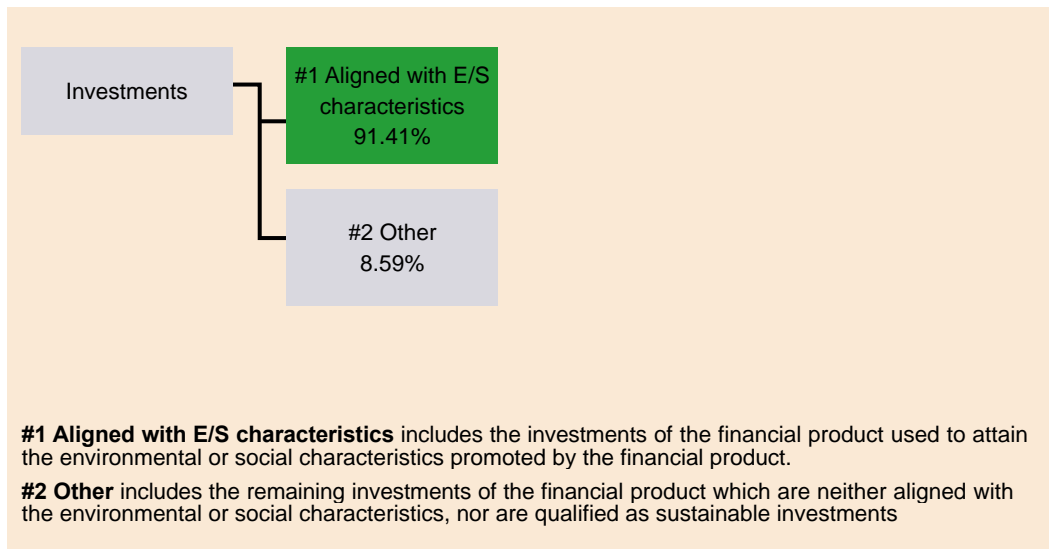 Investments
#1 Aligned with E/S
characteristics
91.41%
#2 Other
8.59%
#1 Aligned with E/S characteristics includes the investments of the financial product used to attain
the environmental or social characteristics promoted by the financial product.
#2 Other includes the remaining investments of the financial product which are neither aligned with
the environmental or social characteristics, nor are qualified as sustainable investments